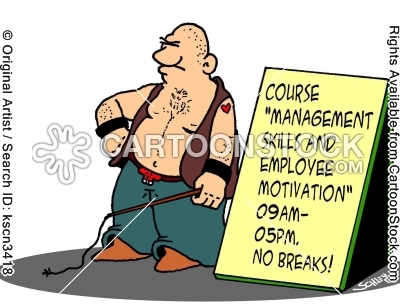 COURSE
"MANAGEMENT
SKILLS AND
EMPLOYEE
MOTIVATION"
09AM-
05PM.
NO BREAKS!
CARTOONSTOCK
.com
© Original Artist / Search ID: kscn3418
Rights Available from CartoonStock.com